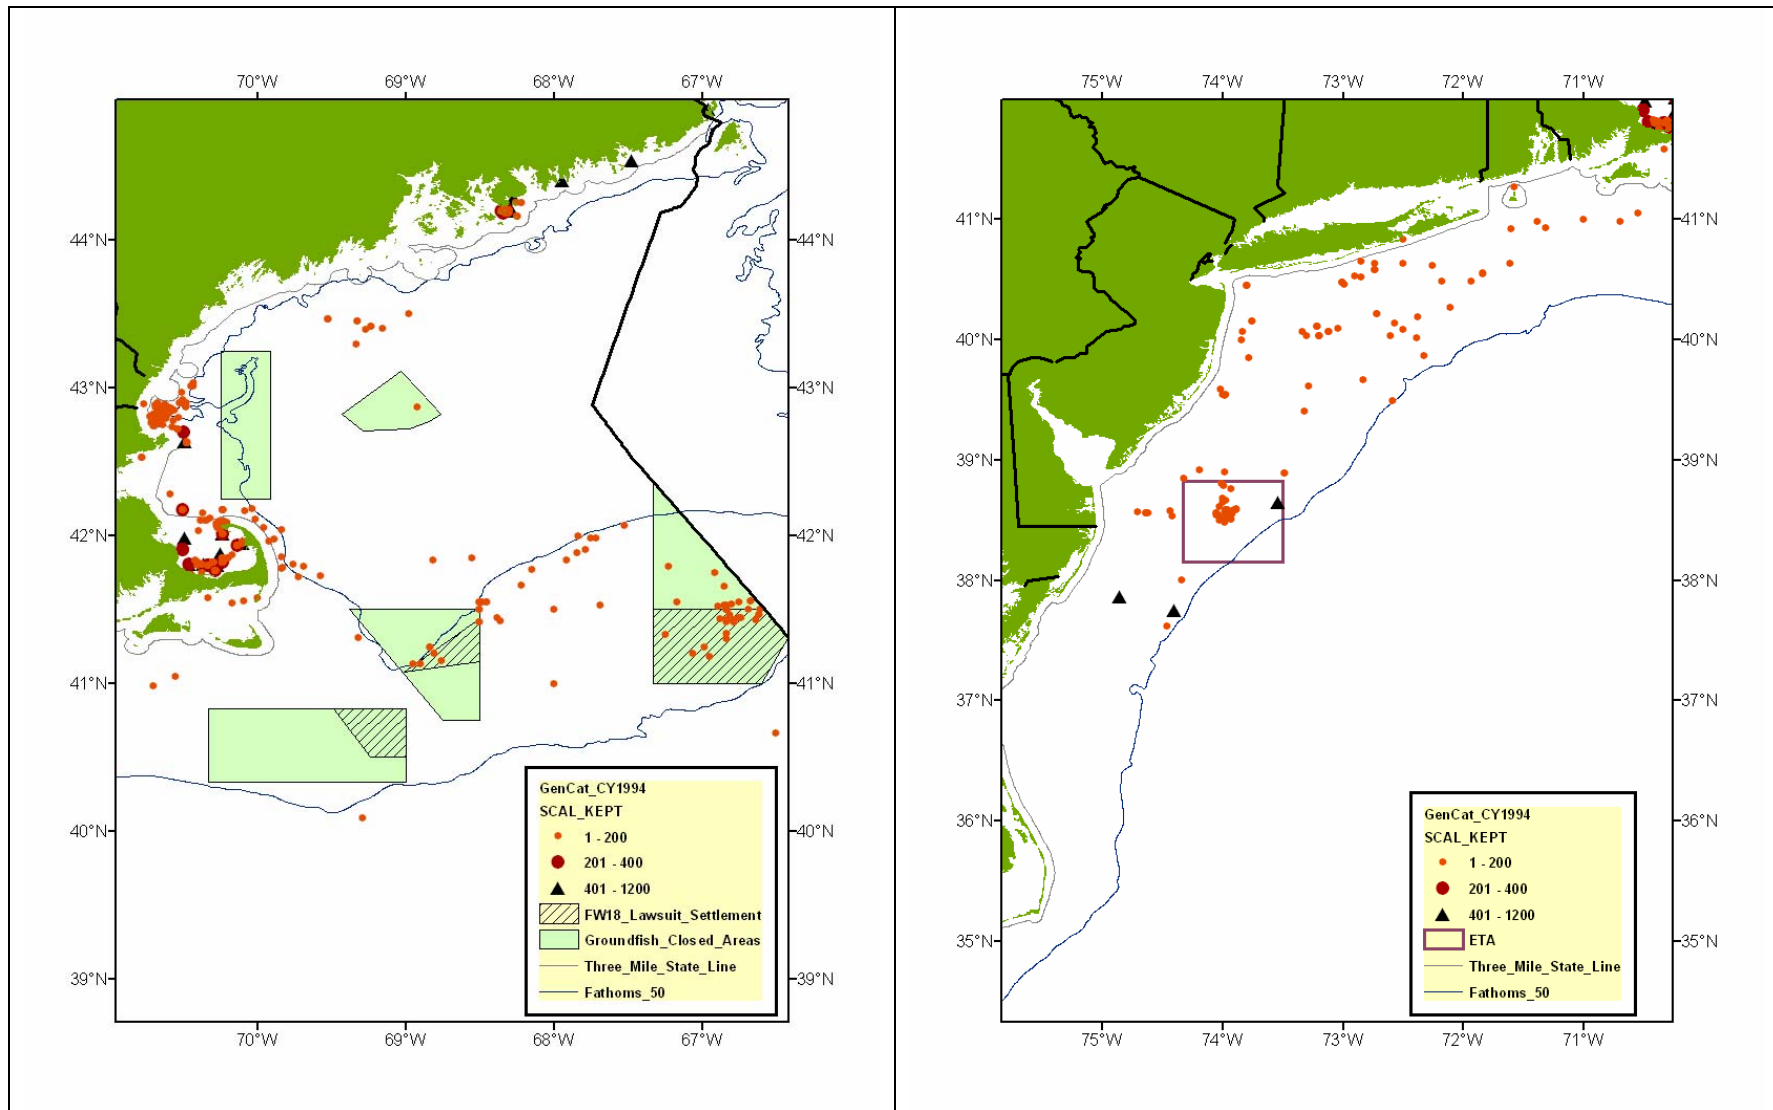 70°W 69°W 68°W 67°W
44°N 44°N
43°N 43°N
42°N 42°N
41°N 41°N
40°N 40°N
39°N 39°N
70°W 69°W 68°W 67°W
GenCat_CY1994
SCAL_KEPT
1 - 200
201 - 400
401 - 1200
FW18_Lawsuit_Settlement
Groundfish_Closed_Areas
Three_Mile_State_Line
Fathoms_50
75°W 74°W 73°W 72°W 71°W
41°N 41°N
40°N 40°N
39°N 39°N
38°N 38°N
37°N 37°N
36°N 36°N
35°N 35°N
75°W 74°W 73°W 72°W 71°W
GenCat_CY1994
SCAL_KEPT
1 - 200
201 - 400
401 - 1200
ETA
Three_Mile_State_Line
Fathoms_50